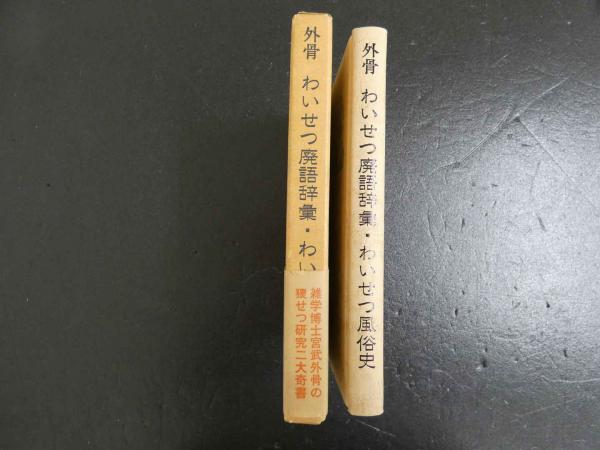 外骨 わいせつ廃語辞彙・わい
雑学博士宮武外骨の
猥せつ研究二大奇書
外骨 わいせつ廃語辞彙・わいせつ風俗史